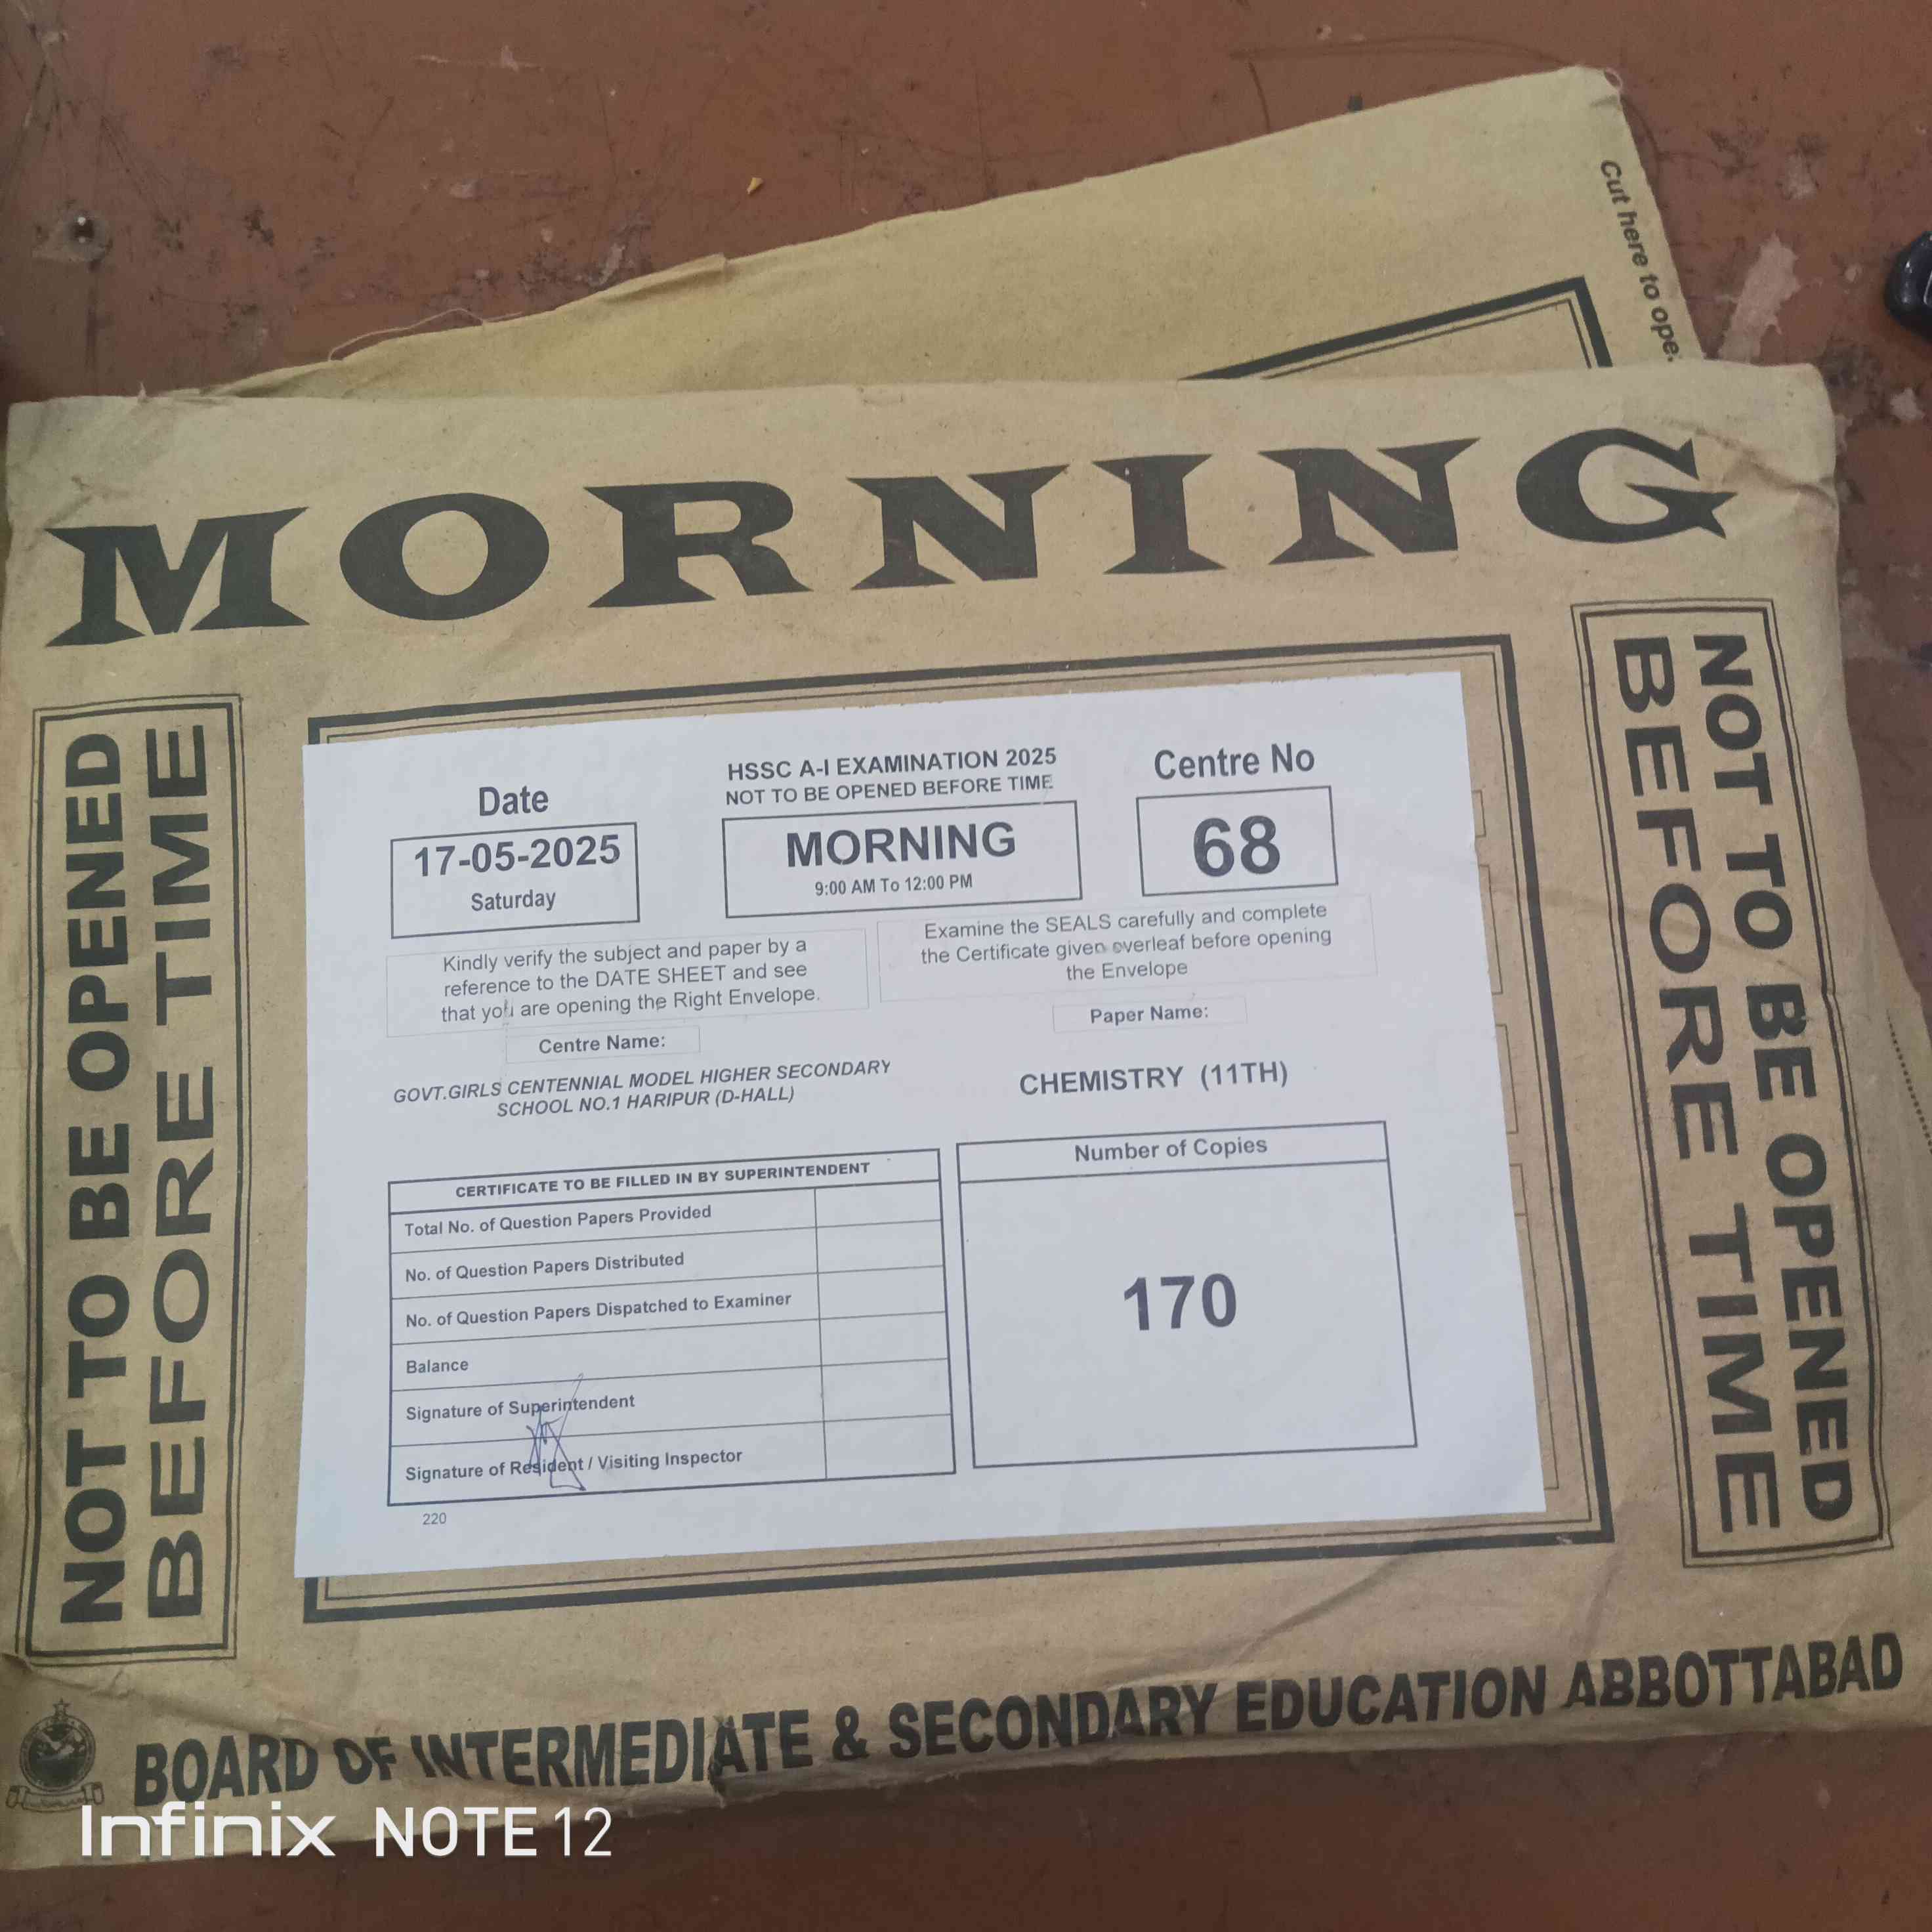 Cut here to ope
MORNING
NOT TO BE OPENED
BEFORE TIME
NOT TO BE OPENED
BEFORE TIME
Date
17-05-2025
Saturday
HSSC A-I EXAMINATION 2025
NOT TO BE OPENED BEFORE TIME
MORNING
9:00 AM To 12:00 PM
Centre No
68
Kindly verify the subject and paper by a
reference to the DATE SHEET and see
that you are opening the Right Envelope.
Examine the SEALS carefully and complete
the Certificate given overleaf before opening
the Envelope
Centre Name:
GOVT.GIRLS CENTENNIAL MODEL HIGHER SECONDARY
SCHOOL NO.1 HARIPUR (D-HALL)
Paper Name:
CHEMISTRY (11TH)
CERTIFICATE TO BE FILLED IN BY SUPERINTENDENT
Total No. of Question Papers Provided
No. of Question Papers Distributed
No. of Question Papers Dispatched to Examiner
Balance
Signature of Superintendent
Signature of Resident / Visiting Inspector
220
Number of Copies
170
BOARD OF INTERMEDIATE & SECONDARY EDUCATION ABBOTTABAD
Infinix NOTE 12